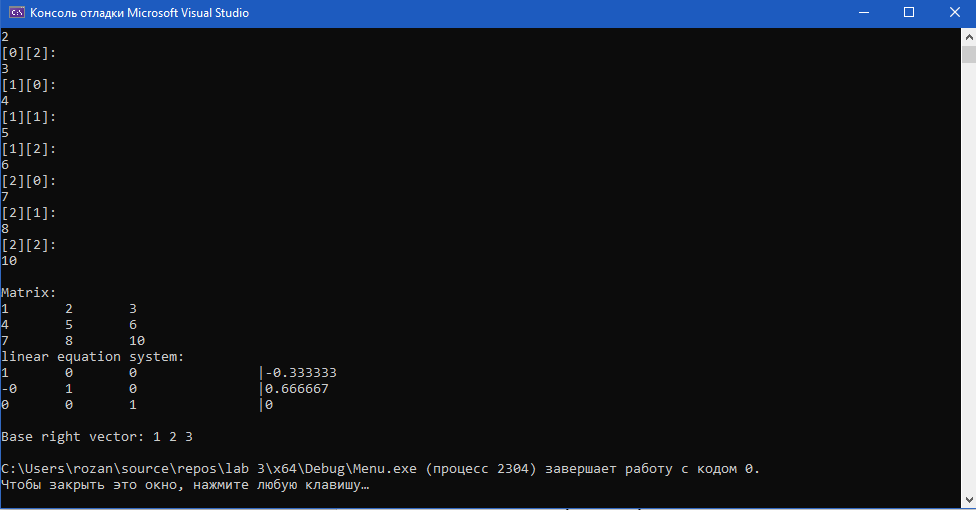 Консоль отладки Microsoft Visual Studio
2
[0][2]:
3
[1][0]:
4
[1][1]:
5
[1][2]:
6
[2][0]:
7
[2][1]:
8
[2][2]:
10
Matrix:
1 2 3
4 5 6
7 8 10
linear equation system:
1 0 0 |-0.333333
-0 1 0 |0.666667
0 0 1 |0
Base right vector: 1 2 3
C:\Users\rozan\source\repos\lab 3\x64\Debug\Menu.exe (процесс 2304) завершает работу с кодом 0.
Чтобы закрыть это окно, нажмите любую клавишу…